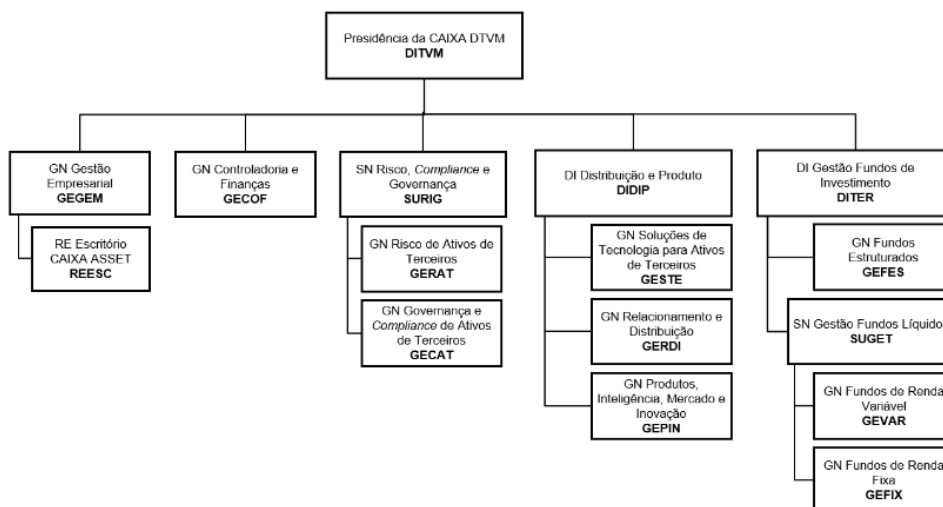 Presidência da CAIXA DTVM
DITVM
GN Gestão
Empresarial
GEGEM
GN Controladoria e
Finanças
GECOF
SN Risco, Compliance e
Governança
SURIG
DI Distribuição e Produto
DIDIP
DI Gestão Fundos de
Investimento
DITER
RE Escritório
CAIXA ASSET
REESC
GN Risco de Ativos de
Terceiros
GERAT
GN Governança e
Compliance de Ativos
de Terceiros
GECAT
GN Soluções de
Tecnologia para Ativos
de Terceiros
GESTE
GN Relacionamento e
Distribuição
GERDI
GN Produtos,
Inteligência, Mercado e
Inovação
GEPIN
GN Fundos
Estruturados
GEFES
SN Gestão Fundos Líquido
SUGET
GN Fundos de Renda
Variável
GEVAR
GN Fundos de Renda
Fixa
GEFIX